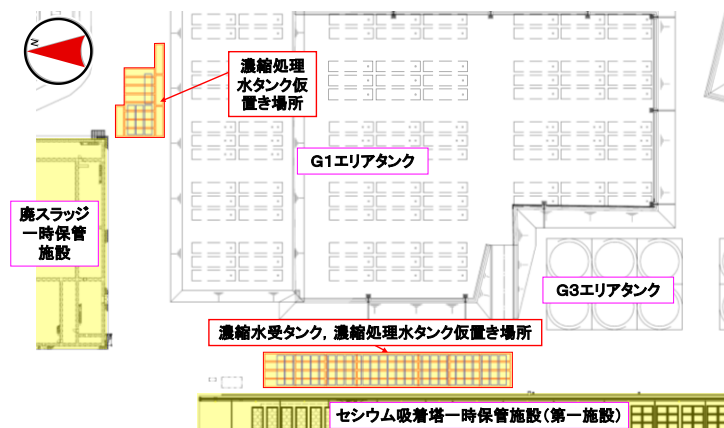 N
濃縮処理
水タンク仮
置き場所
G1エリアタンク
廃スラッジ
一時保管
施設
G3エリアタンク
濃縮水受タンク，濃縮処理水タンク仮置き場所
セシウム吸着塔一時保管施設（第一施設）